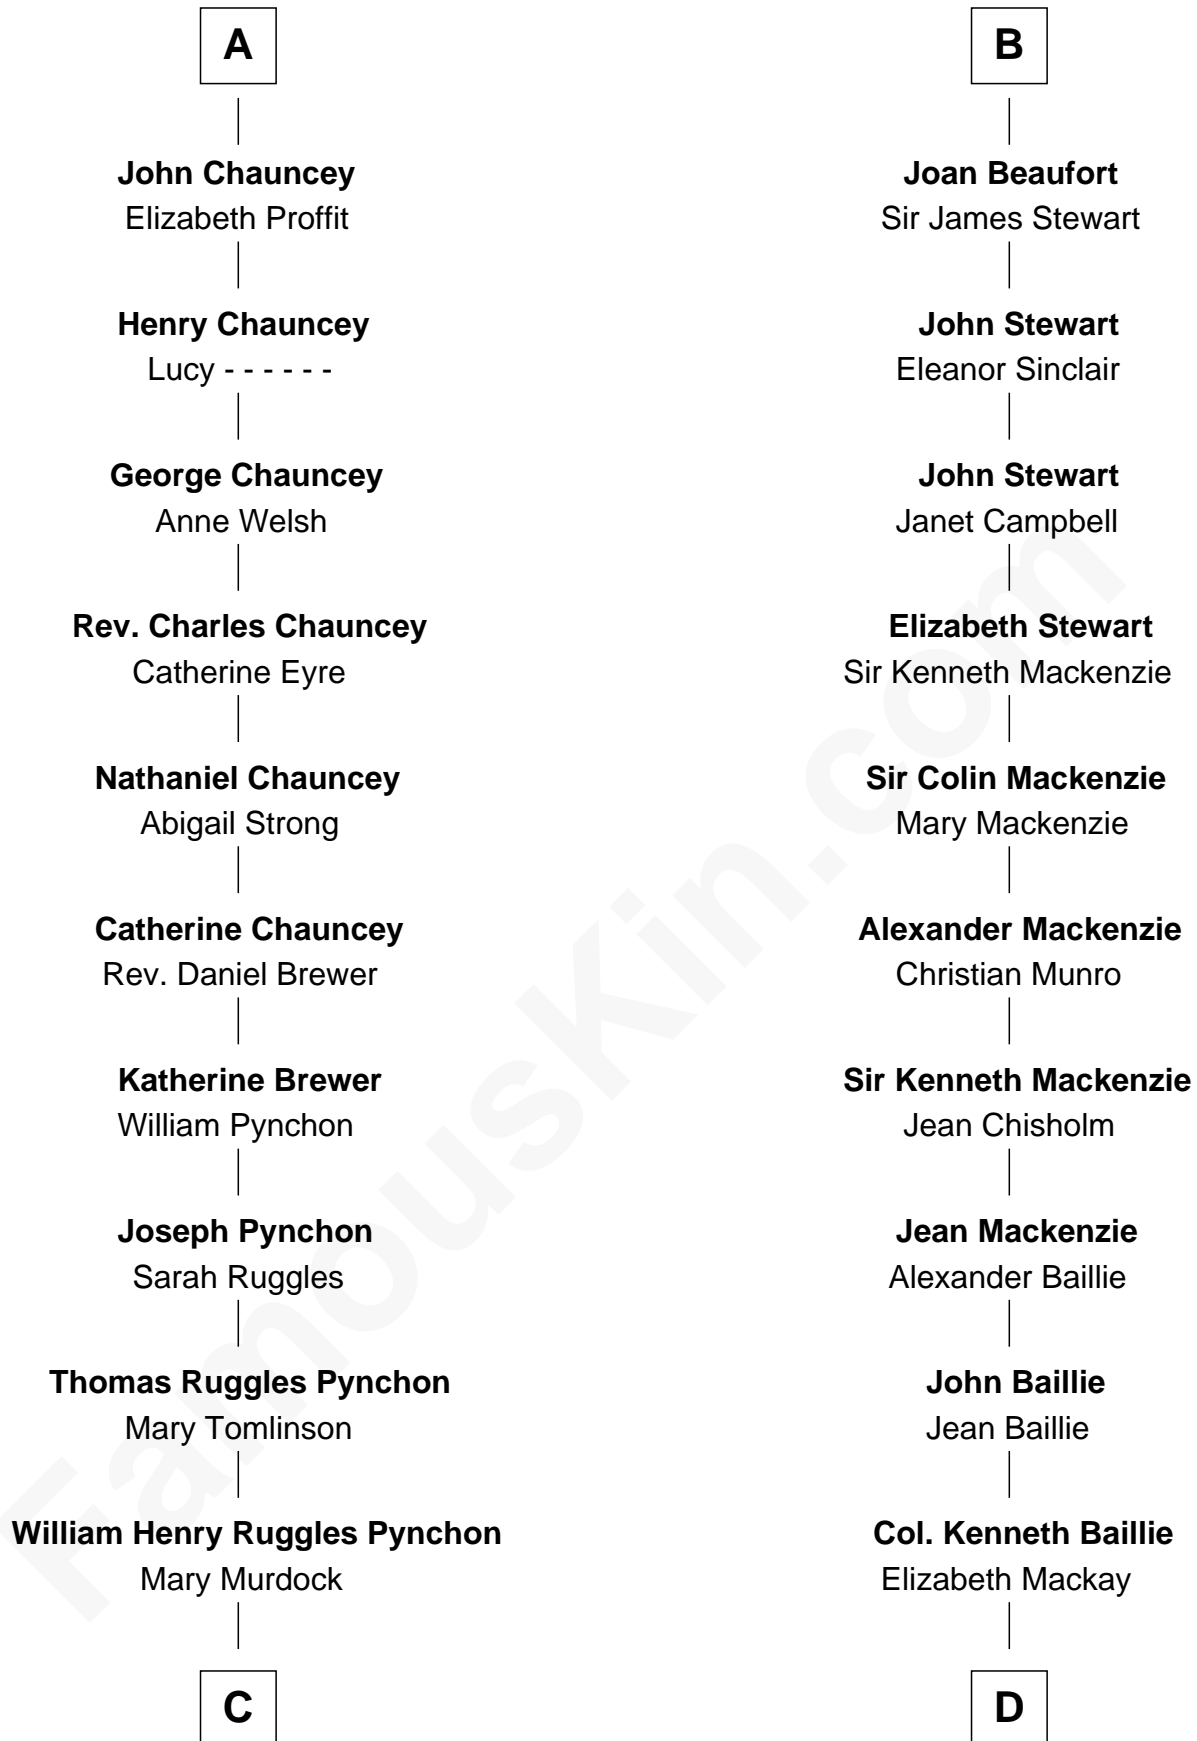 A
John Chauncey
Elizabeth Proffit
Henry Chauncey
Lucy - - - - - -
George Chauncey
Anne Welsh
Rev. Charles Chauncey
Catherine Eyre
Nathaniel Chauncey
Abigail Strong
Catherine Chauncey
Rev. Daniel Brewer
Katherine Brewer
William Pynchon
Joseph Pynchon
Sarah Ruggles
Thomas Ruggles Pynchon
Mary Tomlinson
William Henry Ruggles Pynchon
Mary Murdock
C
B
Joan Beaufort
Sir James Stewart
John Stewart
Eleanor Sinclair
John Stewart
Janet Campbell
Elizabeth Stewart
Sir Kenneth Mackenzie
Sir Colin Mackenzie
Mary Mackenzie
Alexander Mackenzie
Christian Munro
Sir Kenneth Mackenzie
Jean Chisholm
Jean Mackenzie
Alexander Baillie
John Baillie
Jean Baillie
Col. Kenneth Baillie
Elizabeth Mackay
D
FamousKin.com